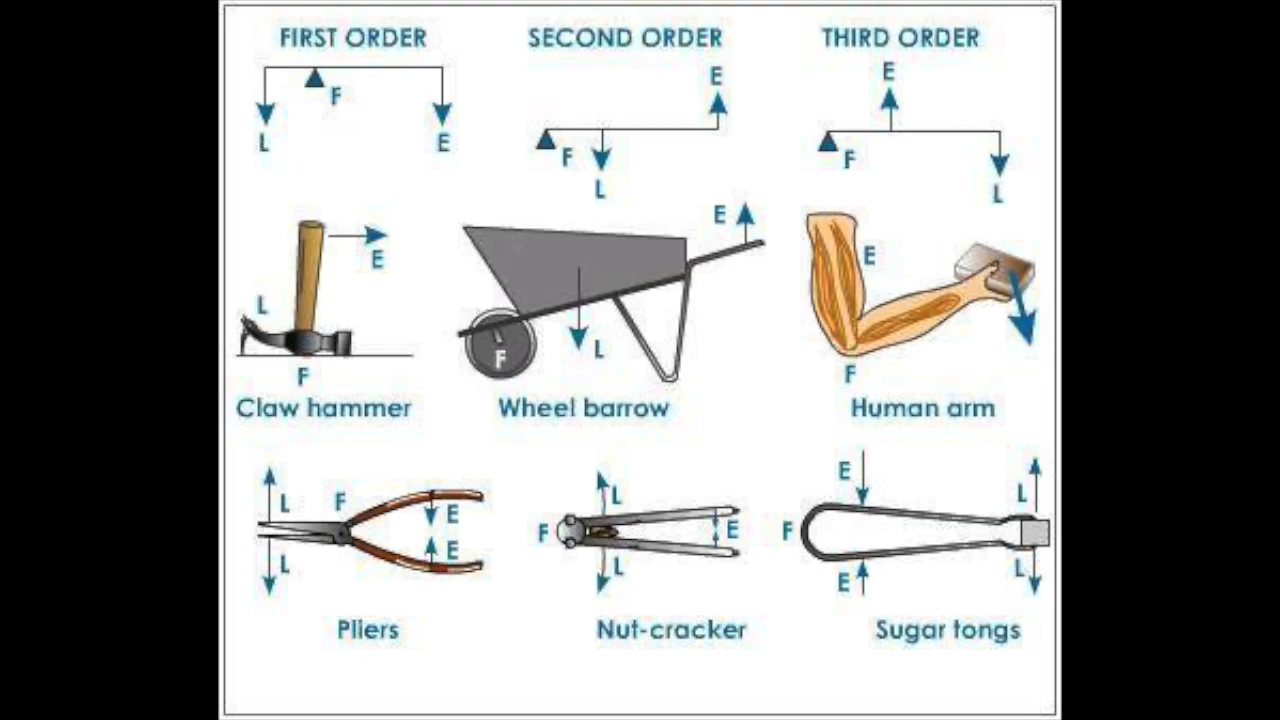 FIRST ORDER
SECOND ORDER
THIRD ORDER
F
L
E
E
F
L
E
F
L
E
L
F
Claw hammer
E
F
L
Wheel barrow
E
F
Human arm
L
F
E
E
L
Pliers
L
F
E
L
Nut-cracker
E
L
F
E
L
Sugar tongs